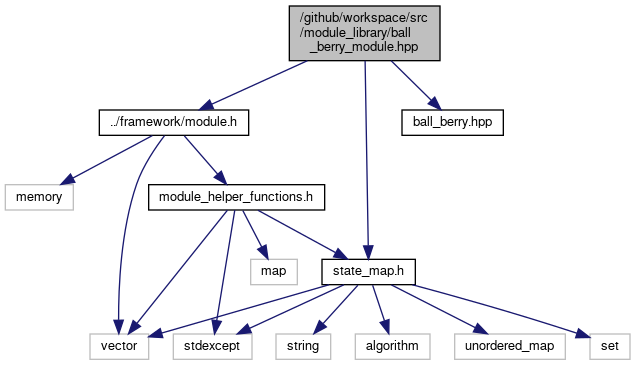 /github/workspace/src
/module_library/ball
_berry_module.hpp
../framework/module.h
ball_berry.hpp
memory
module_helper_functions.h
map
state_map.h
vector
stdexcept
string
algorithm
unordered_map
set